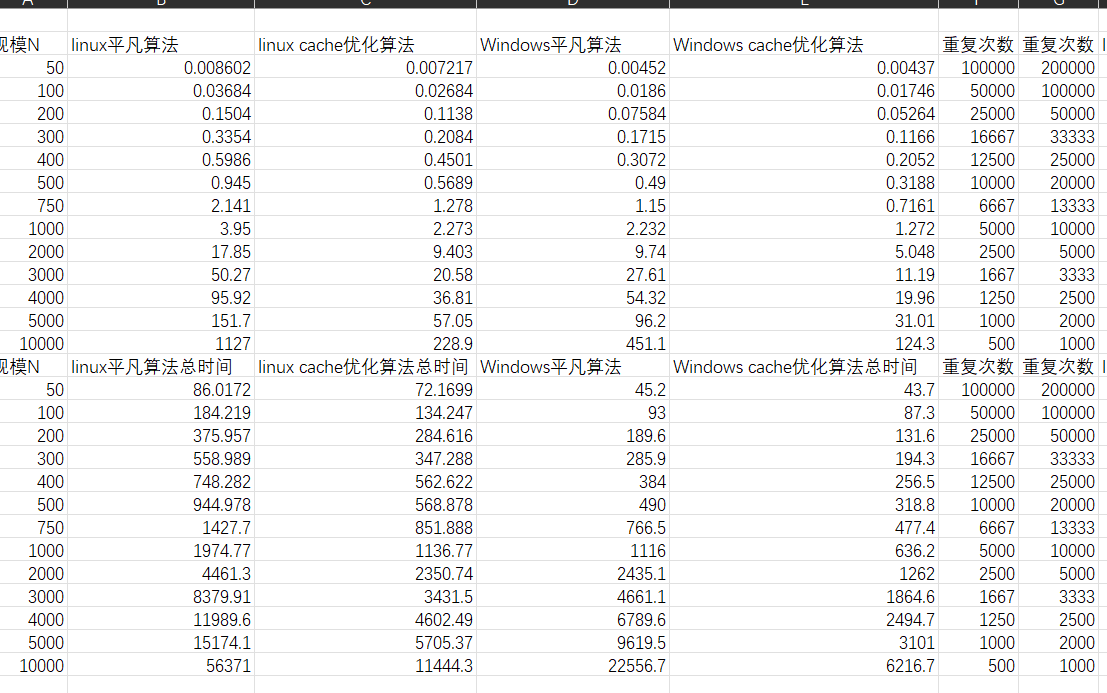 规模N linux平凡算法 linux cache优化算法 Windows平凡算法 Windows cache优化算法 重复次数 重复次数
50 0.008602 0.007217 0.00452 0.00437 100000 200000
100 0.03684 0.02684 0.0186 0.01746 50000 100000
200 0.1504 0.1138 0.07584 0.05264 25000 50000
300 0.3354 0.2084 0.1715 0.1166 16667 33333
400 0.5986 0.4501 0.3072 0.2052 12500 25000
500 0.945 0.5689 0.49 0.3188 10000 20000
750 2.141 1.278 1.15 0.7161 6667 13333
1000 3.95 2.273 2.232 1.272 5000 10000
2000 17.85 9.403 9.74 5.048 2500 5000
3000 50.27 20.58 27.61 11.19 1667 3333
4000 95.92 36.81 54.32 19.96 1250 2500
5000 151.7 57.05 96.2 31.01 1000 2000
10000 1127 228.9 451.1 124.3 500 1000
规模N linux平凡算法总时间 linux cache优化算法总时间 Windows平凡算法 Windows cache优化算法总时间 重复次数 重复次数
50 86.0172 72.1699 45.2 43.7 100000 200000
100 184.219 134.247 93 87.3 50000 100000
200 375.957 284.616 189.6 131.6 25000 50000
300 558.989 347.288 285.9 194.3 16667 33333
400 748.282 562.622 384 256.5 12500 25000
500 944.978 568.878 490 318.8 10000 20000
750 1427.7 851.888 766.5 477.4 6667 13333
1000 1974.77 1136.77 1116 636.2 5000 10000
2000 4461.3 2350.74 2435.1 1262 2500 5000
3000 8379.91 3431.5 4661.1 1864.6 1667 3333
4000 11989.6 4602.49 6789.6 2494.7 1250 2500
5000 15174.1 5705.37 9619.5 3101 1000 2000
10000 56371 11444.3 22556.7 6216.7 500 1000